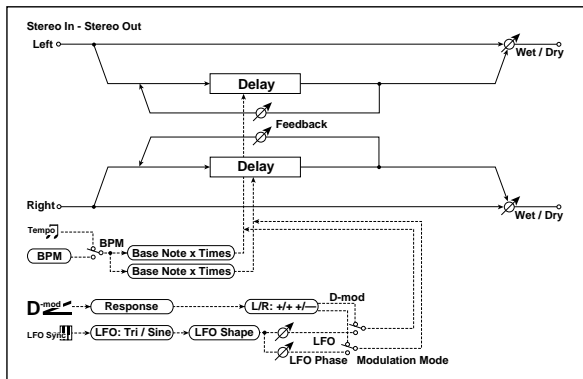 Stereo In - Stereo Out
Left
Wet / Dry
Delay
Feedback
Delay
Right
Wet / Dry
Tempo
BPM
BPM
Base Note x Times
Base Note x Times
D-mod
D-mod
Response
L/R: +/+ +/—
LFO Sync
LFO: Tri / Sine
LFO Shape
LFO
LFO Phase
Modulation Mode